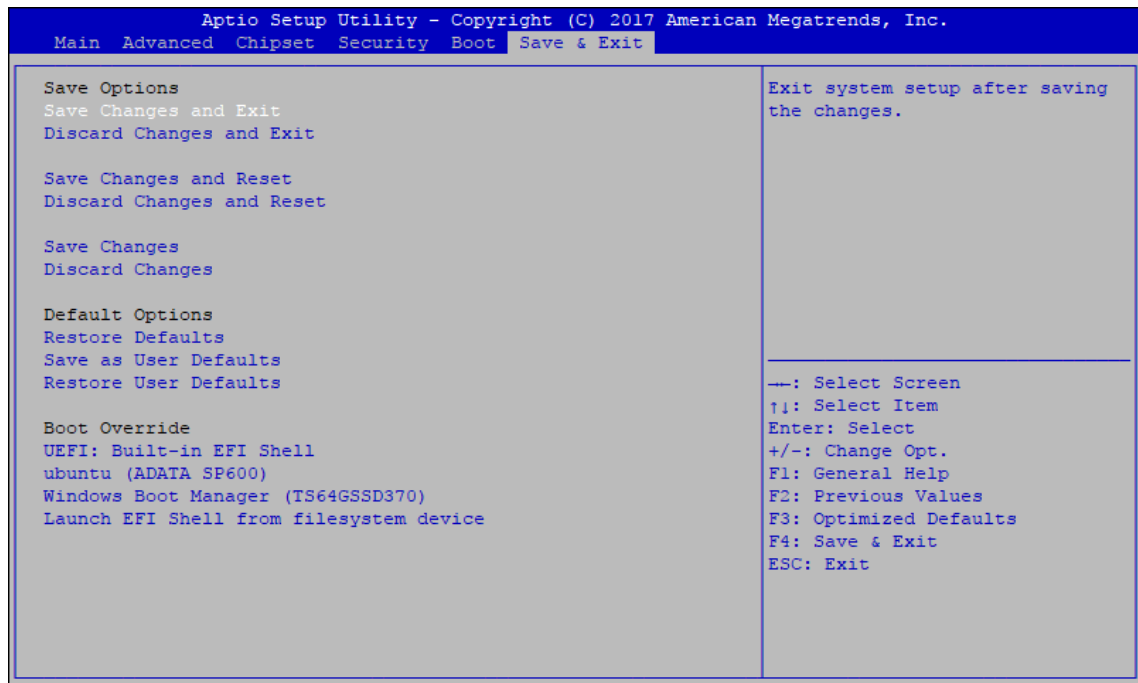 Aptio Setup Utility - Copyright (C) 2017 American Megatrends, Inc.
Main Advanced Chipset Security Boot Save & Exit
Save Options
Save Changes and Exit
Discard Changes and Exit
Save Changes and Reset
Discard Changes and Reset
Save Changes
Discard Changes
Default Options
Restore Defaults
Save as User Defaults
Restore User Defaults
Boot Override
UEFI: Built-in EFI Shell
ubuntu (ADATA SP600)
Windows Boot Manager (TS64GSSD370)
Launch EFI Shell from filesystem device
Exit system setup after saving
the changes.
→←: Select Screen
↑↓: Select Item
Enter: Select
+/-: Change Opt.
F1: General Help
F2: Previous Values
F3: Optimized Defaults
F4: Save & Exit
ESC: Exit